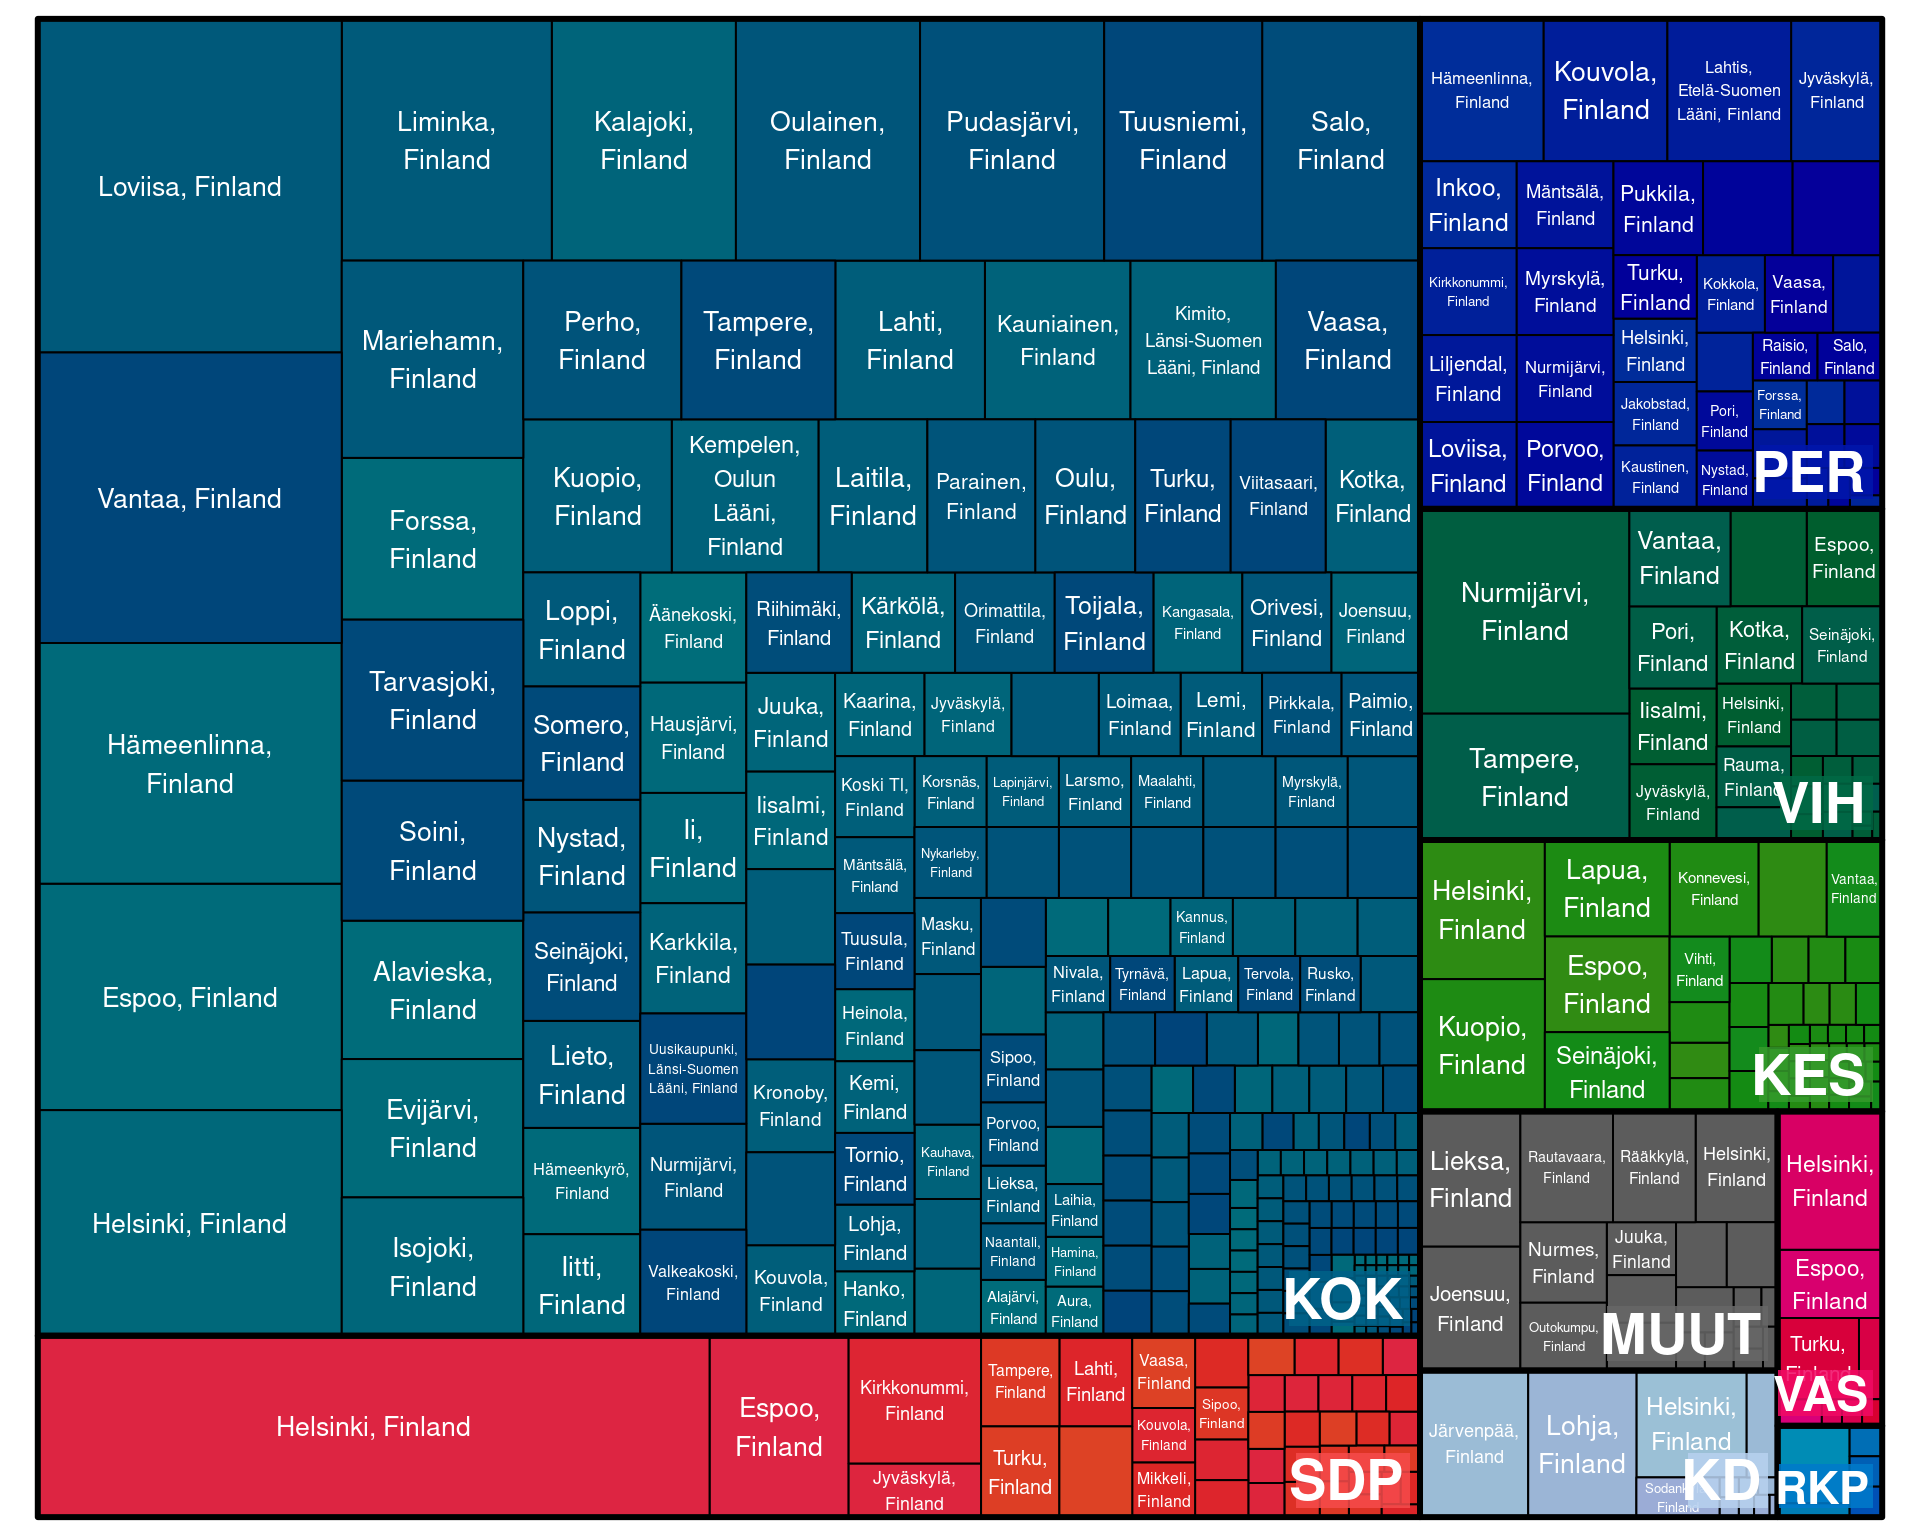 Loviisa, Finland
Vantaa, Finland
Hämeenlinna,
Finland
Espoo, Finland
Helsinki, Finland
Liminka,
Finland
Kalajoki,
Finland
Oulainen,
Finland
Pudasjärvi,
Finland
Tuusniemi,
Finland
Salo,
Finland
Mariehamn,
Finland
Forssa,
Finland
Tarvasjoki,
Finland
Soini,
Finland
Alavieska,
Finland
Evijärvi,
Finland
Isojoki,
Finland
Perho,
Finland
Tampere,
Finland
Lahti,
Finland
Kauniainen,
Finland
Kimito,
Länsi-Suomen
Lääni, Finland
Vaasa,
Finland
Kuopio,
Finland
Kempelen,
Oulun
Lääni,
Finland
Laitila,
Finland
Parainen,
Finland
Oulu,
Finland
Turku,
Finland
Viitasaari,
Finland
Kotka,
Finland
Loppi,
Finland
Somero,
Finland
Nystad,
Finland
Seinäjoki,
Finland
Lieto,
Finland
Hämeenkyrö,
Finland
Iitti,
Finland
Äänekoski,
Finland
Hausjärvi,
Finland
Ii,
Finland
Karkkila,
Finland
Uusikaupunki,
Länsi-Suomen
Lääni, Finland
Nurmijärvi,
Finland
Valkeakoski,
Finland
Riihimäki,
Finland
Kärkölä,
Finland
Orimattila,
Finland
Toijala,
Finland
Kangasala,
Finland
Orivesi,
Finland
Joensuu,
Finland
Juuka,
Finland
Iisalmi,
Finland
Kronoby,
Finland
Kouvola,
Finland
Kaarina,
Finland
Jyväskylä,
Finland
Loimaa,
Finland
Lemi,
Finland
Pirkkala,
Finland
Paimio,
Finland
Koski Tl,
Finland
Mäntsälä,
Finland
Tuusula,
Finland
Heinola,
Finland
Kemi,
Finland
Tornio,
Finland
Lohja,
Finland
Hanko,
Finland
Korsnäs,
Finland
Lapinjärvi,
Finland
Larsmo,
Finland
Maalahti,
Finland
Myrskylä,
Finland
Nykarleby,
Finland
Masku,
Finland
Kauhava,
Finland
Sipoo,
Finland
Porvoo,
Finland
Lieksa,
Finland
Naantali,
Finland
Alajärvi,
Finland
Kannus,
Finland
Nivala,
Finland
Tyrnävä,
Finland
Lapua,
Finland
Tervola,
Finland
Rusko,
Finland
Laihia,
Finland
Hamina,
Finland
Aura,
Finland
KOK
Helsinki, Finland
Espoo,
Finland
Kirkkonummi,
Finland
Jyväskylä,
Finland
Tampere,
Finland
Turku,
Finland
Lahti,
Finland
Vaasa,
Finland
Kouvola,
Finland
Mikkeli,
Finland
Sipoo,
Finland
SDP
Hämeenlinna,
Finland
Kouvola,
Finland
Lahtis,
Etelä-Suomen
Lääni, Finland
Jyväskylä,
Finland
Inkoo,
Finland
Mäntsälä,
Finland
Pukkila,
Finland
Kirkkonummi,
Finland
Myrskylä,
Finland
Turku,
Finland
Kokkola,
Finland
Vaasa,
Finland
Liljendal,
Finland
Nurmijärvi,
Finland
Helsinki,
Finland
Raisio,
Finland
Salo,
Finland
Jakobstad,
Finland
Pori,
Finland
Forssa,
Finland
Loviisa,
Finland
Porvoo,
Finland
Kaustinen,
Finland
Nystad,
Finland
PER
Nurmijärvi,
Finland
Tampere,
Finland
Vantaa,
Finland
Espoo,
Finland
Pori,
Finland
Kotka,
Finland
Seinäjoki,
Finland
Iisalmi,
Finland
Helsinki,
Finland
Jyväskylä,
Finland
Rauma,
Finland
VIH
Helsinki,
Finland
Kuopio,
Finland
Lapua,
Finland
Espoo,
Finland
Seinäjoki,
Finland
Konnevesi,
Finland
Vantaa,
Finland
Vihti,
Finland
KES
Lieksa,
Finland
Joensuu,
Finland
Rautavaara,
Finland
Rääkkylä,
Finland
Helsinki,
Finland
Nurmes,
Finland
Juuka,
Finland
Outokumpu,
Finland
MUUT
Helsinki,
Finland
Espoo,
Finland
Turku,
Finland
VAS
Järvenpää,
Finland
Lohja,
Finland
Helsinki,
Finland
Finland
KD
RKP